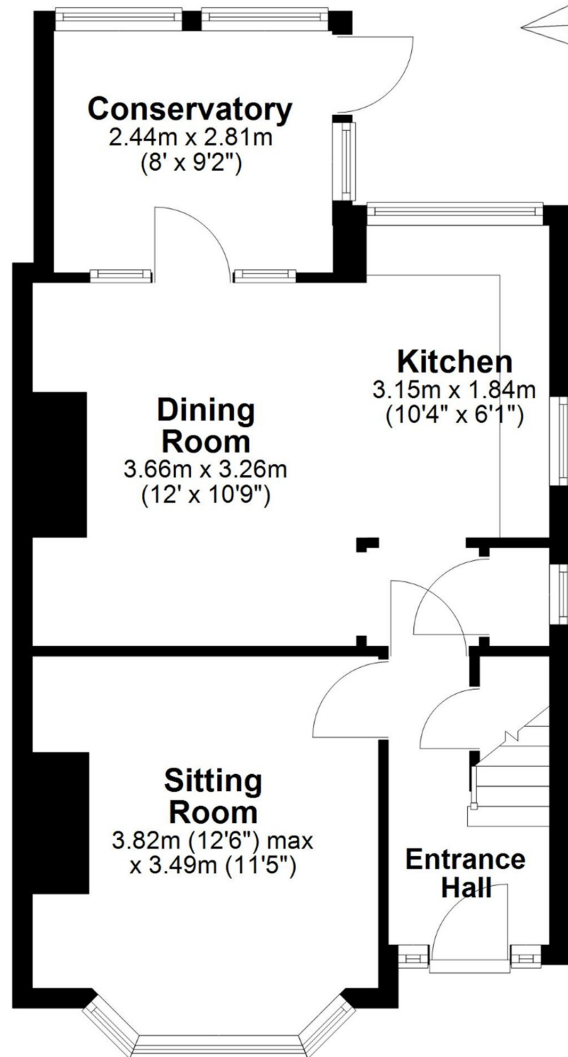 Conservatory
2.44m x 2.81m
(8' x 9'2")
Kitchen
3.15m x 1.84m
(10'4" x 6'1")
Dining
Room
3.66m x 3.26m
(12' x 10'9")
Sitting
Room
3.82m (12'6") max
x 3.49m (11'5")
Entrance
Hall